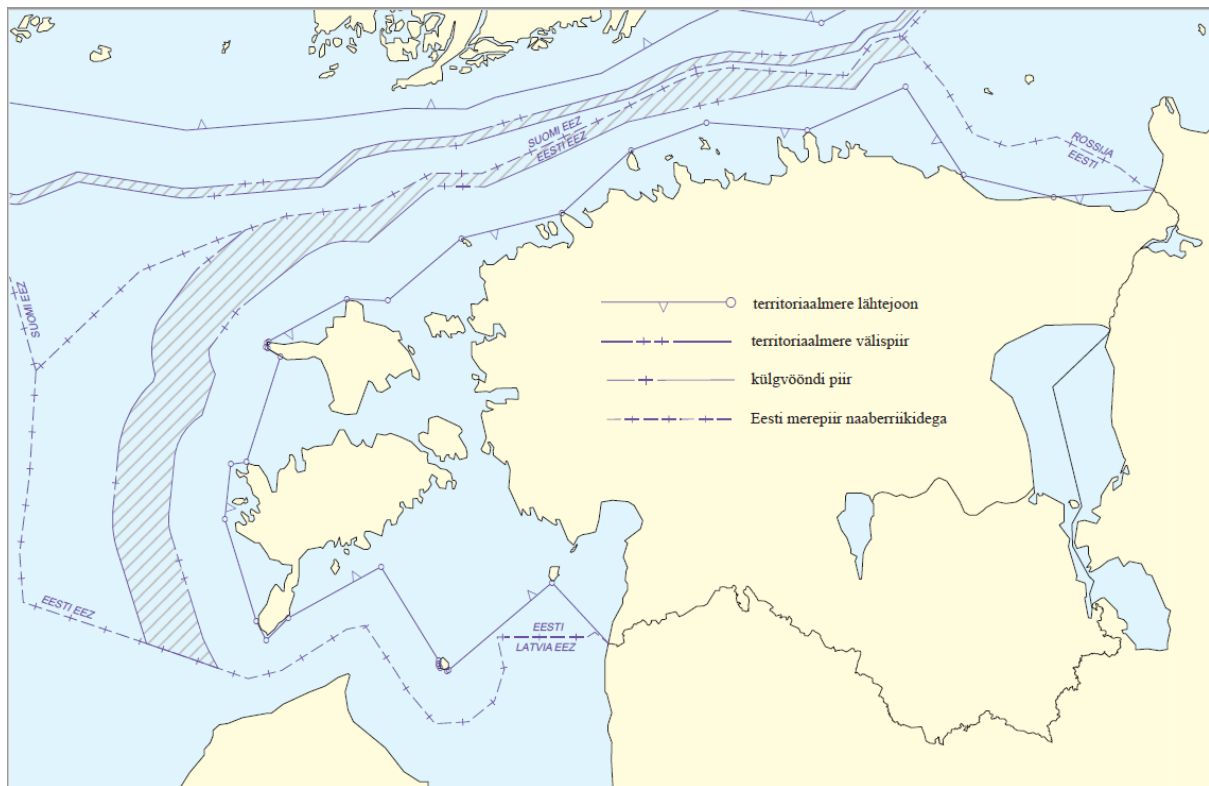 SUOMI EEZ
EESTI EEZ
ROSSIJA
EESTI
SUOMI EEZ
territoriaalmere lähtejoon
territoriaalmere välispiir
külgvööndi piir
Eesti merepiir naaberriikidega
EESTI EEZ
EESTI
LATVIA EEZ